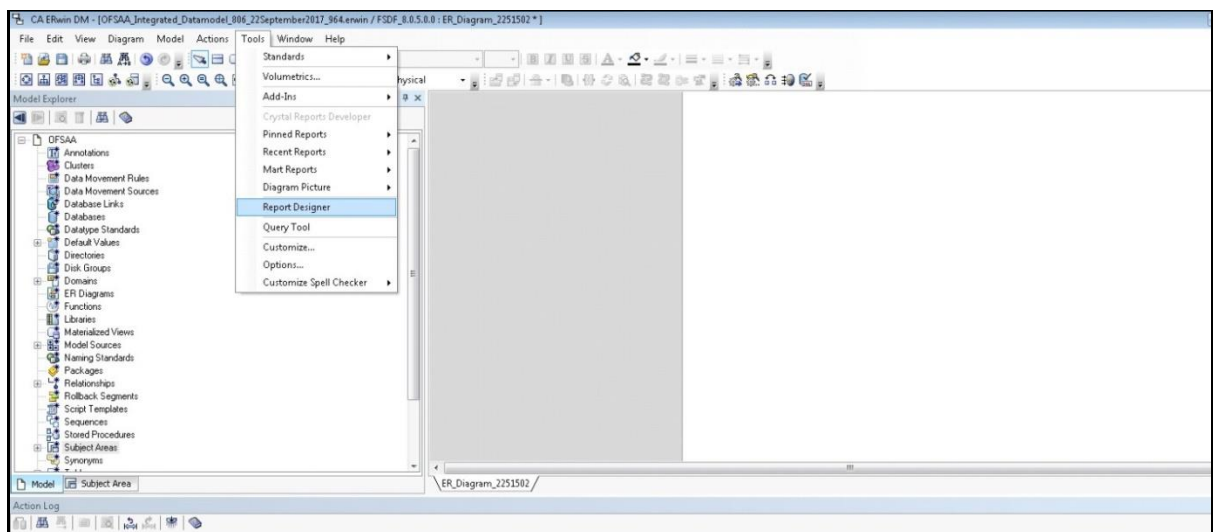 CA ERwin DM - [OFSAA_Integrated_Datamodel_806_22September2017_964.erwin / FSDF_8.0.5.0.0 : ER_Diagram_2251502 * ]
File Edit View Diagram Model Actions Tools Window Help
Standards
Volumetrics...
Add-Ins
Crystal Reports Developer
Pinned Reports
Recent Reports
Mart Reports
Diagram Picture
Report Designer
Query Tool
Customize...
Options...
Customize Spell Checker
hysical
Model Explorer
OFSAA
Annotations
Clusters
Data Movement Rules
Data Movement Sources
Database Links
Databases
Datatype Standards
Default Values
Directories
Disk Groups
Domains
ER Diagrams
Functions
Libraries
Materialized Views
Model Sources
Naming Standards
Packages
Relationships
Rollback Segments
Script Templates
Sequences
Stored Procedures
Subject Areas
Synonyms
Model Subject Area
ER_Diagram_2251502
Action Log